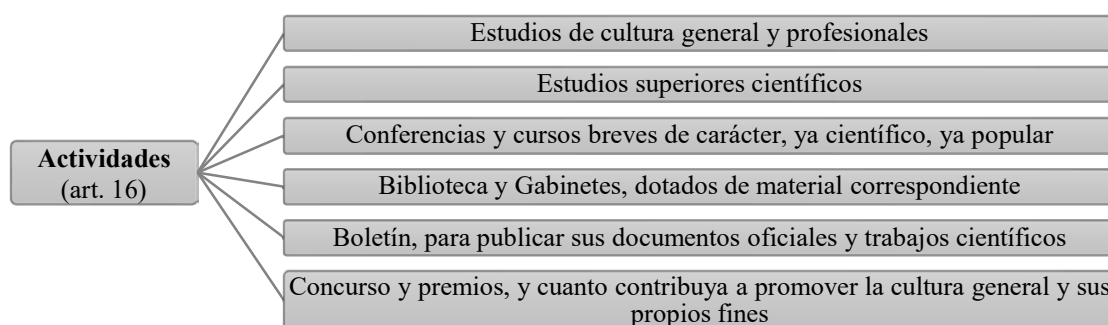 Actividades
(art. 16)
Estudios de cultura general y profesionales
Estudios superiores científicos
Conferencias y cursos breves de carácter, ya científico, ya popular
Biblioteca y Gabinetes, dotados de material correspondiente
Boletín, para publicar sus documentos oficiales y trabajos científicos
Concurso y premios, y cuanto contribuya a promover la cultura general y sus
propios fines